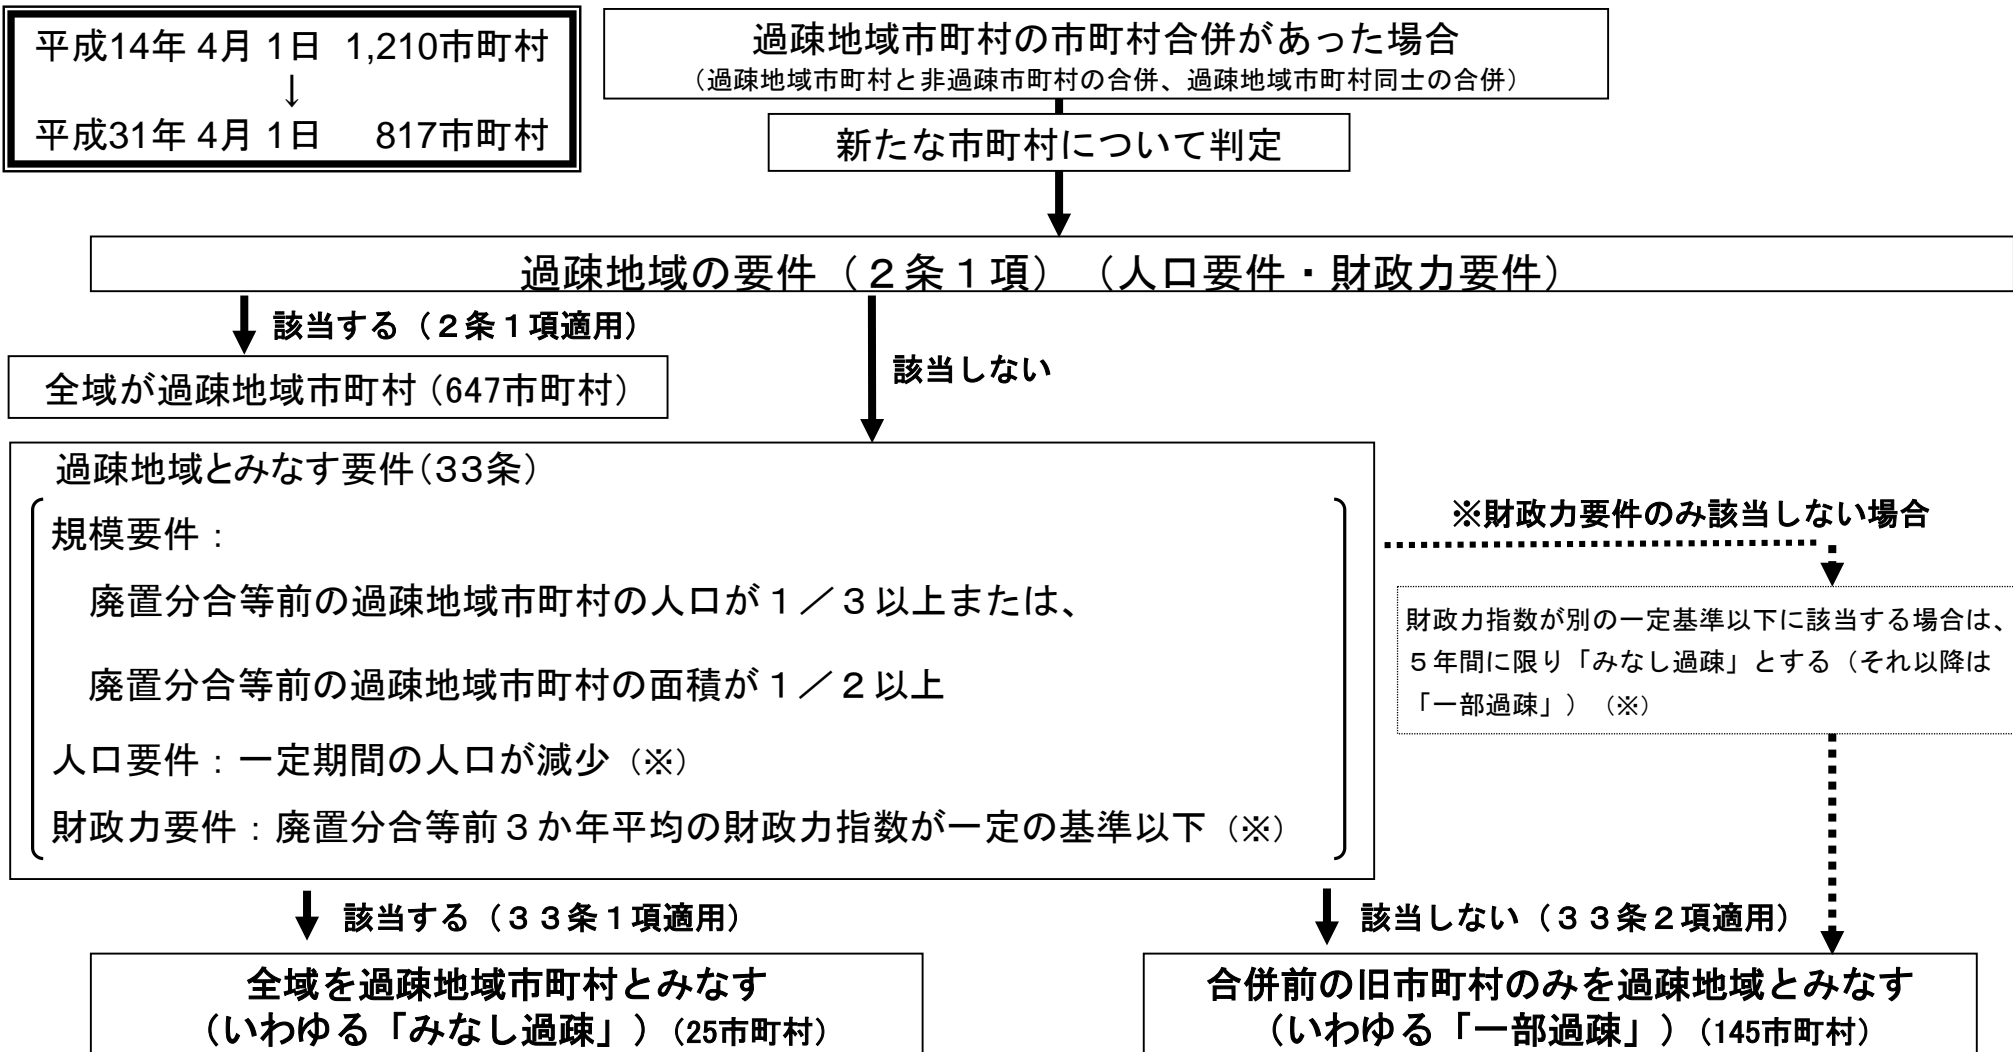 平成14年 4月 1日 1,210市町村
↓
平成31年 4月 1日 817市町村
過疎地域市町村の市町村合併があった場合
（過疎地域市町村と非過疎市町村の合併、過疎地域市町村同士の合併）
新たな市町村について判定
過疎地域の要件（２条１項）（人口要件・財政力要件）
該当する（２条１項適用）
該当しない
全域が過疎地域市町村（647市町村）
過疎地域とみなす要件（33条）
規模要件：
廃置分合等前の過疎地域市町村の人口が１／３以上または、
廃置分合等前の過疎地域市町村の面積が１／２以上
人口要件：一定期間の人口が減少（※）
財政力要件：廃置分合等前３か年平均の財政力指数が一定の基準以下（※）
※財政力要件のみ該当しない場合
財政力指数が別の一定基準以下に該当する場合は、
５年間に限り「みなし過疎」とする（それ以降は
「一部過疎」）（※）
該当する（３３条１項適用）
該当しない（３３条２項適用）
全域を過疎地域市町村とみなす
（いわゆる「みなし過疎」）（25市町村）
合併前の旧市町村のみを過疎地域とみなす
（いわゆる「一部過疎」）（145市町村）